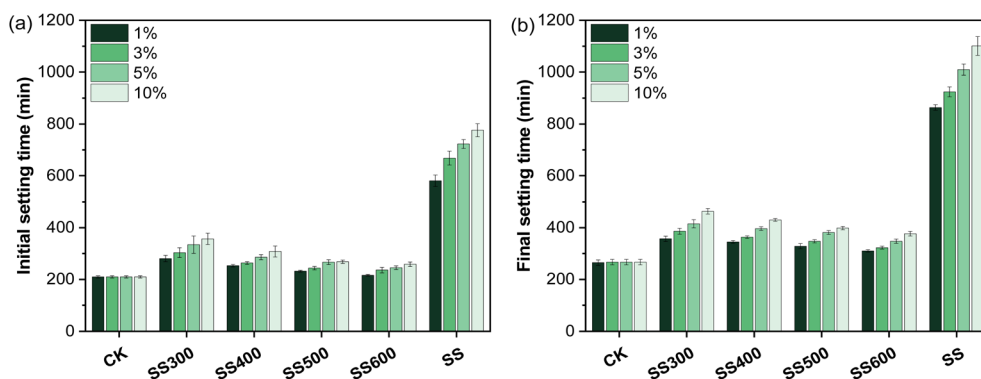 (a)
1%
3%
5%
10%
Initial setting time (min)
1200
1000
800
600
400
200
0
CK
SS300
SS400
SS500
SS600
SS
(b)
1%
3%
5%
10%
Final setting time (min)
1200
1000
800
600
400
200
0
CK
SS300
SS400
SS500
SS600
SS